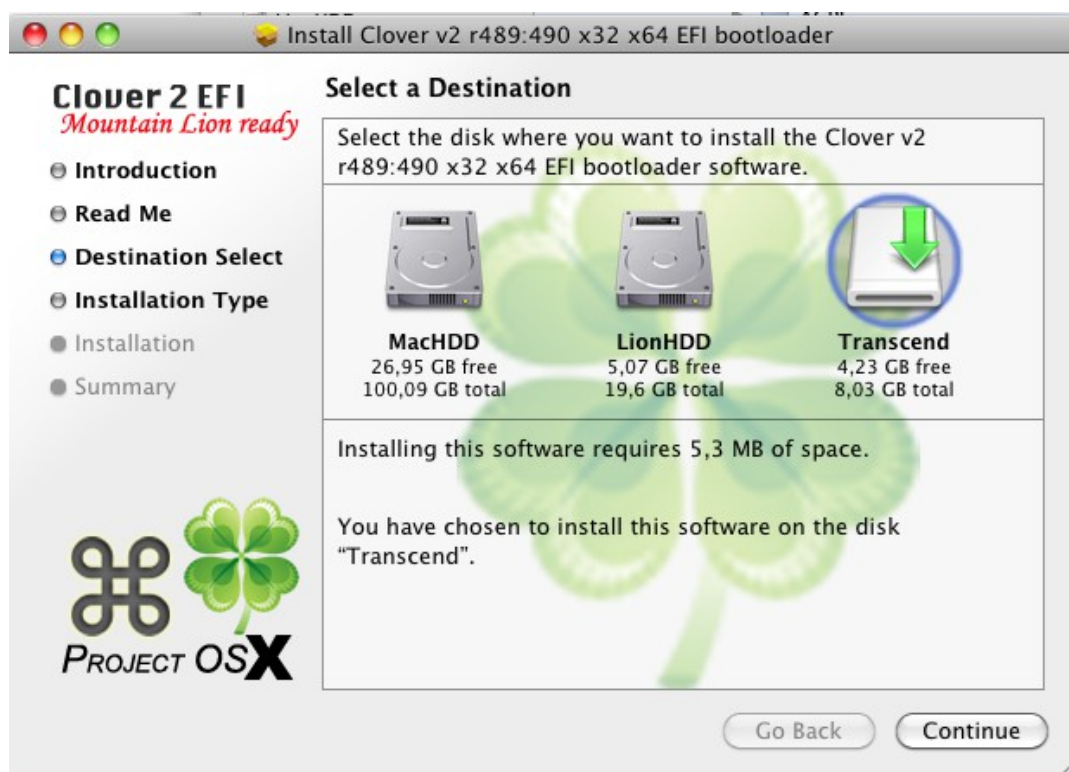 Install Clover v2 r489:490 x32 x64 EFI bootloader
Clover 2 EFI
Mountain Lion ready
Introduction
Read Me
Destination Select
Installation Type
Installation
Summary
PROJECT OSX
Select a Destination
Select the disk where you want to install the Clover v2
r489:490 x32 x64 EFI bootloader software.
MacHDD
26,95 GB free
100,09 GB total
LionHDD
5,07 GB free
19,6 GB total
Transcend
4,23 GB free
8,03 GB total
Installing this software requires 5,3 MB of space.
You have chosen to install this software on the disk
“Transcend”.
Go Back
Continue